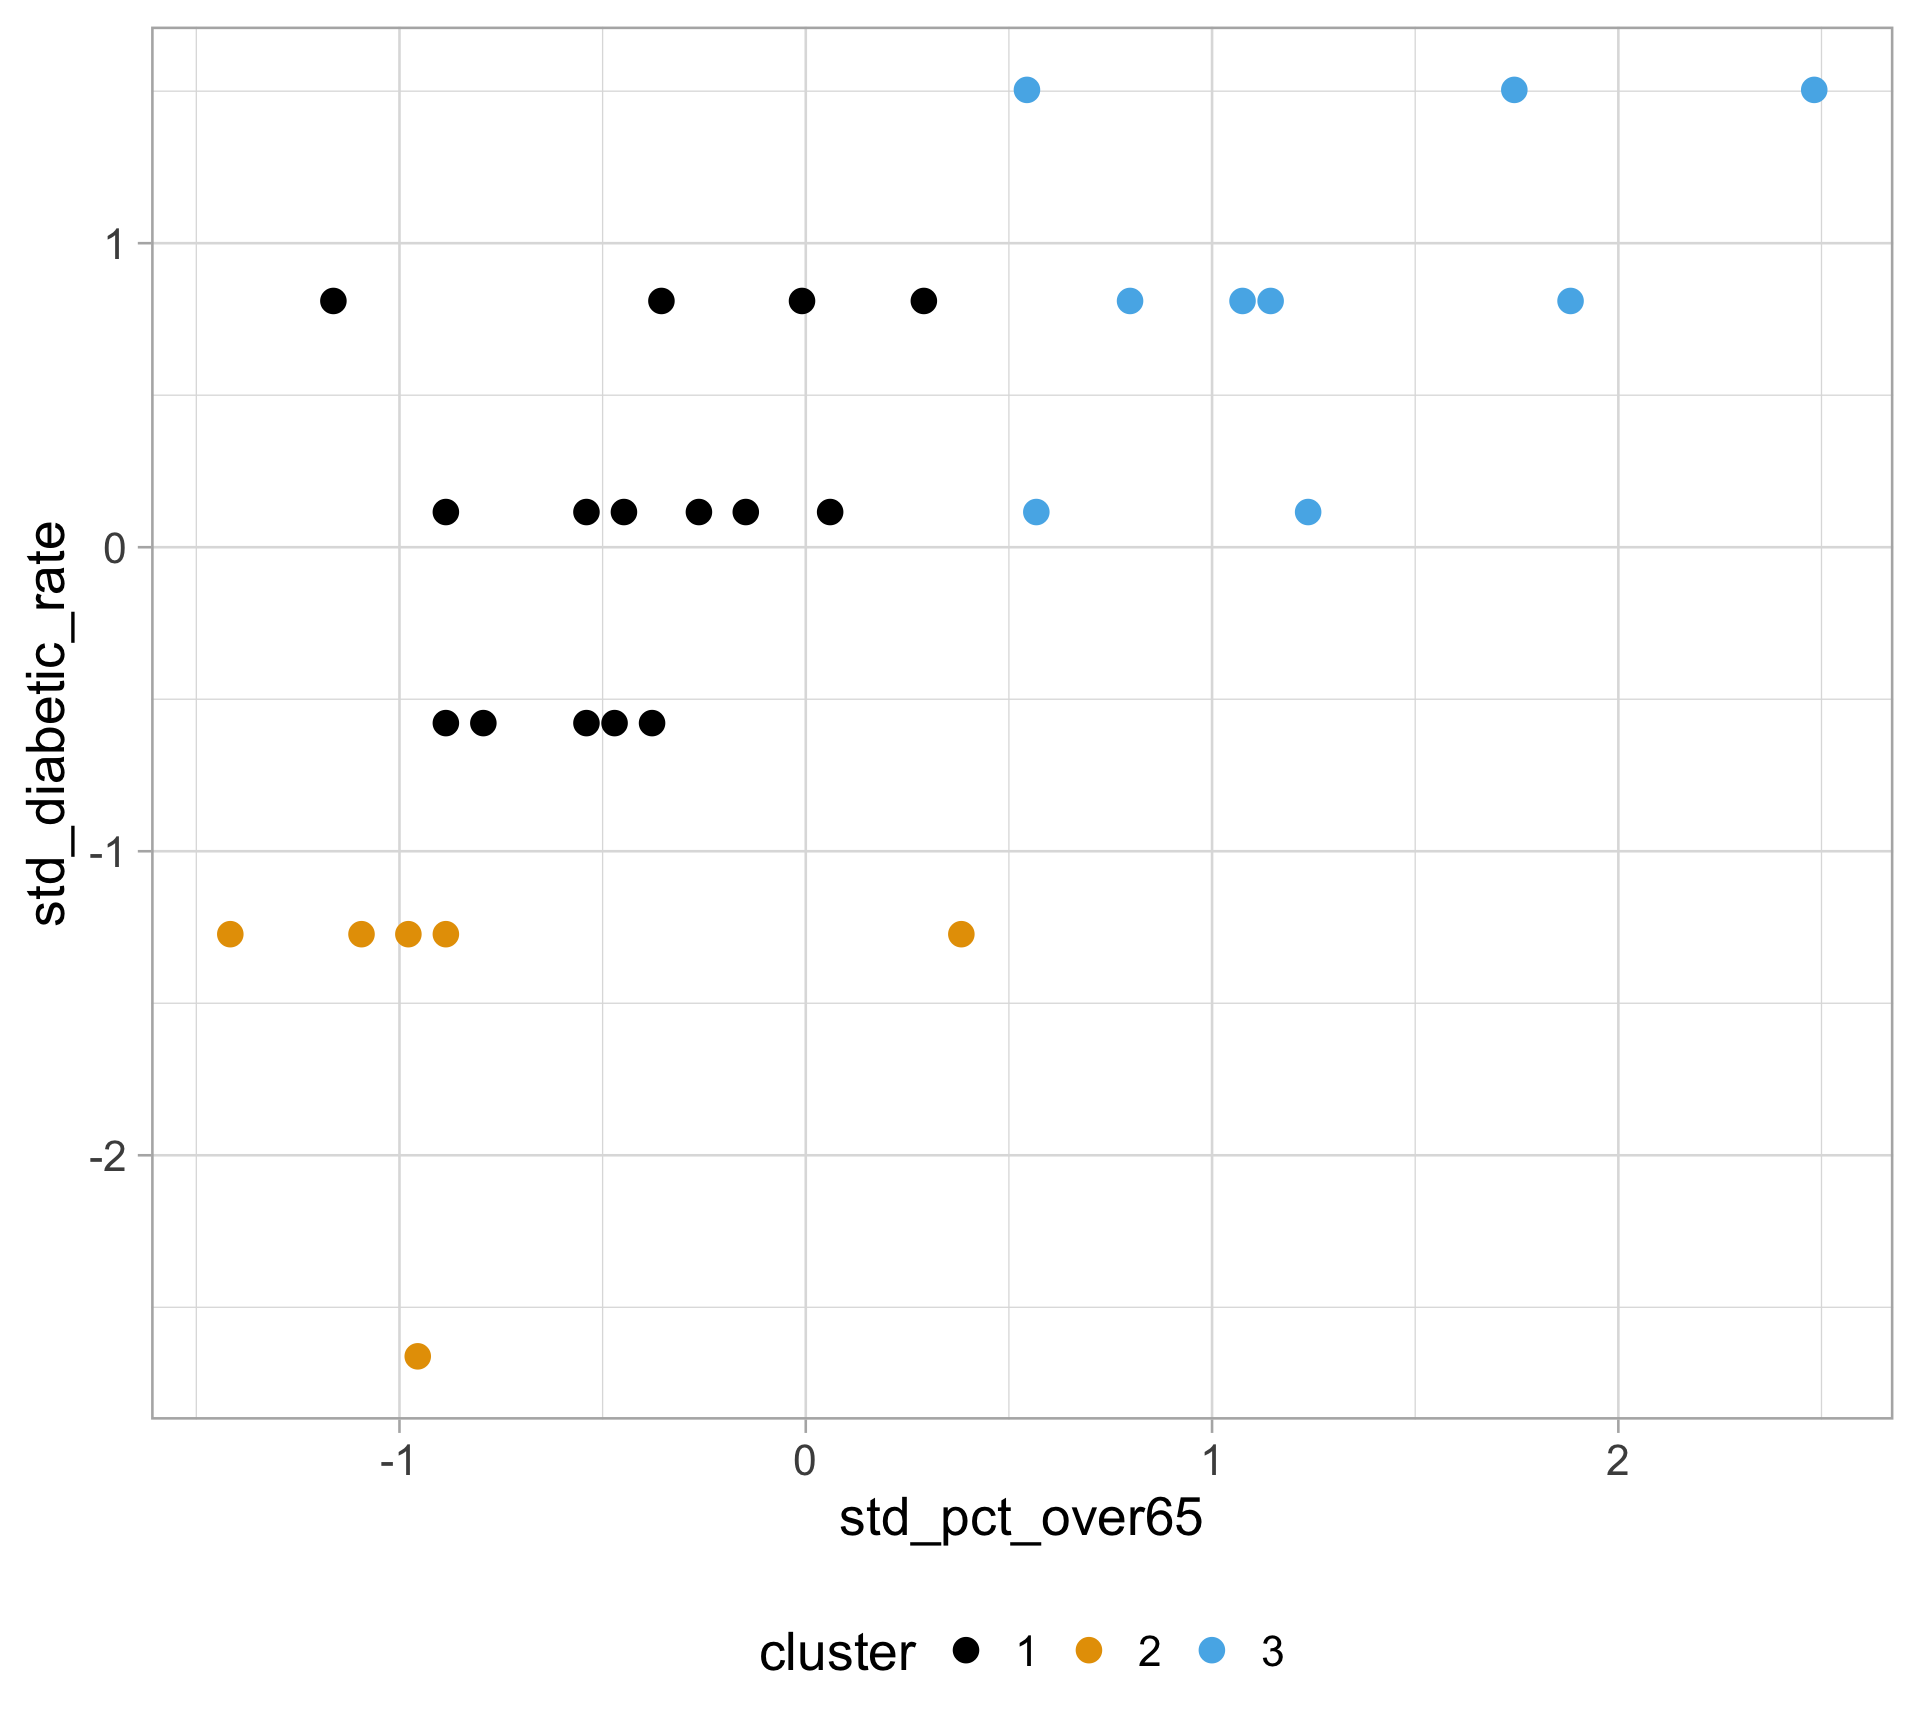 std_diabetic_rate
1
0
-1
-2
-1 0 1 2
std_pct_over65
cluster 1 2 3